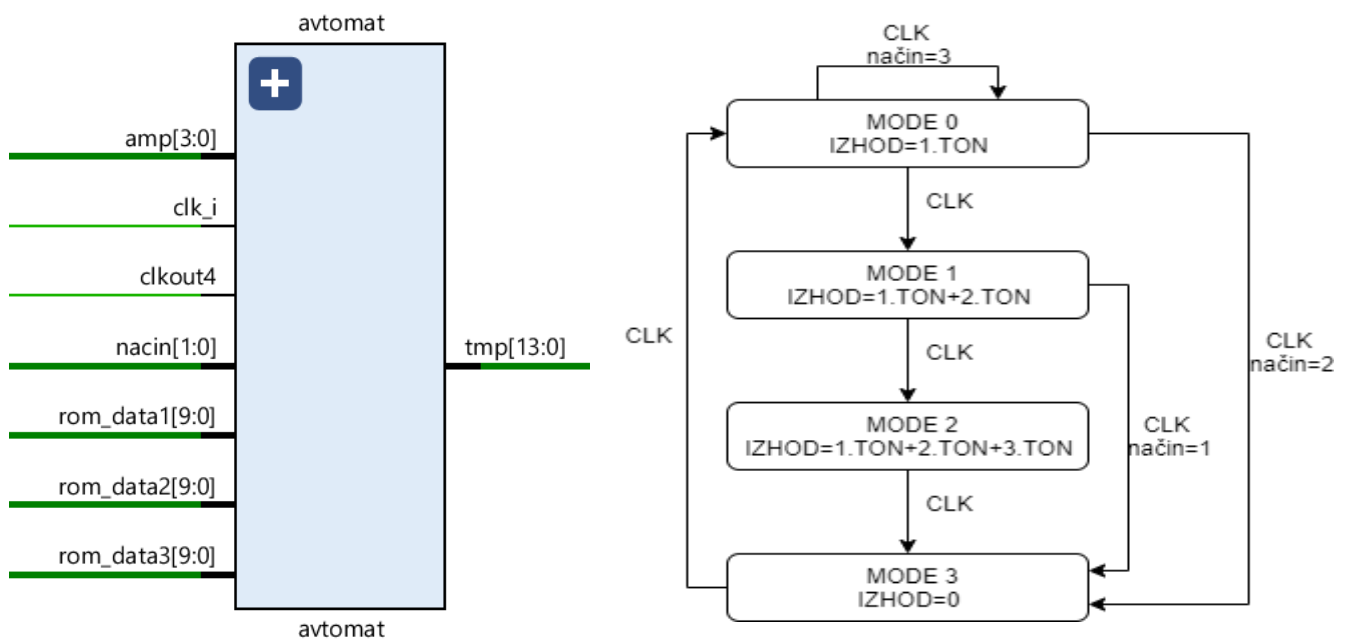 avtomat
amp[3:0]
clk_i
clkout4
nacin[1:0]
rom_data1[9:0]
rom_data2[9:0]
rom_data3[9:0]
tmp[13:0]
avtomat
CLK
način=3
MODE 0
IZHOD=1.TON
CLK
MODE 1
IZHOD=1.TON+2.TON
CLK
CLK
CLK
način=2
MODE 2
IZHOD=1.TON+2.TON+3.TON
CLK
način=1
CLK
MODE 3
IZHOD=0